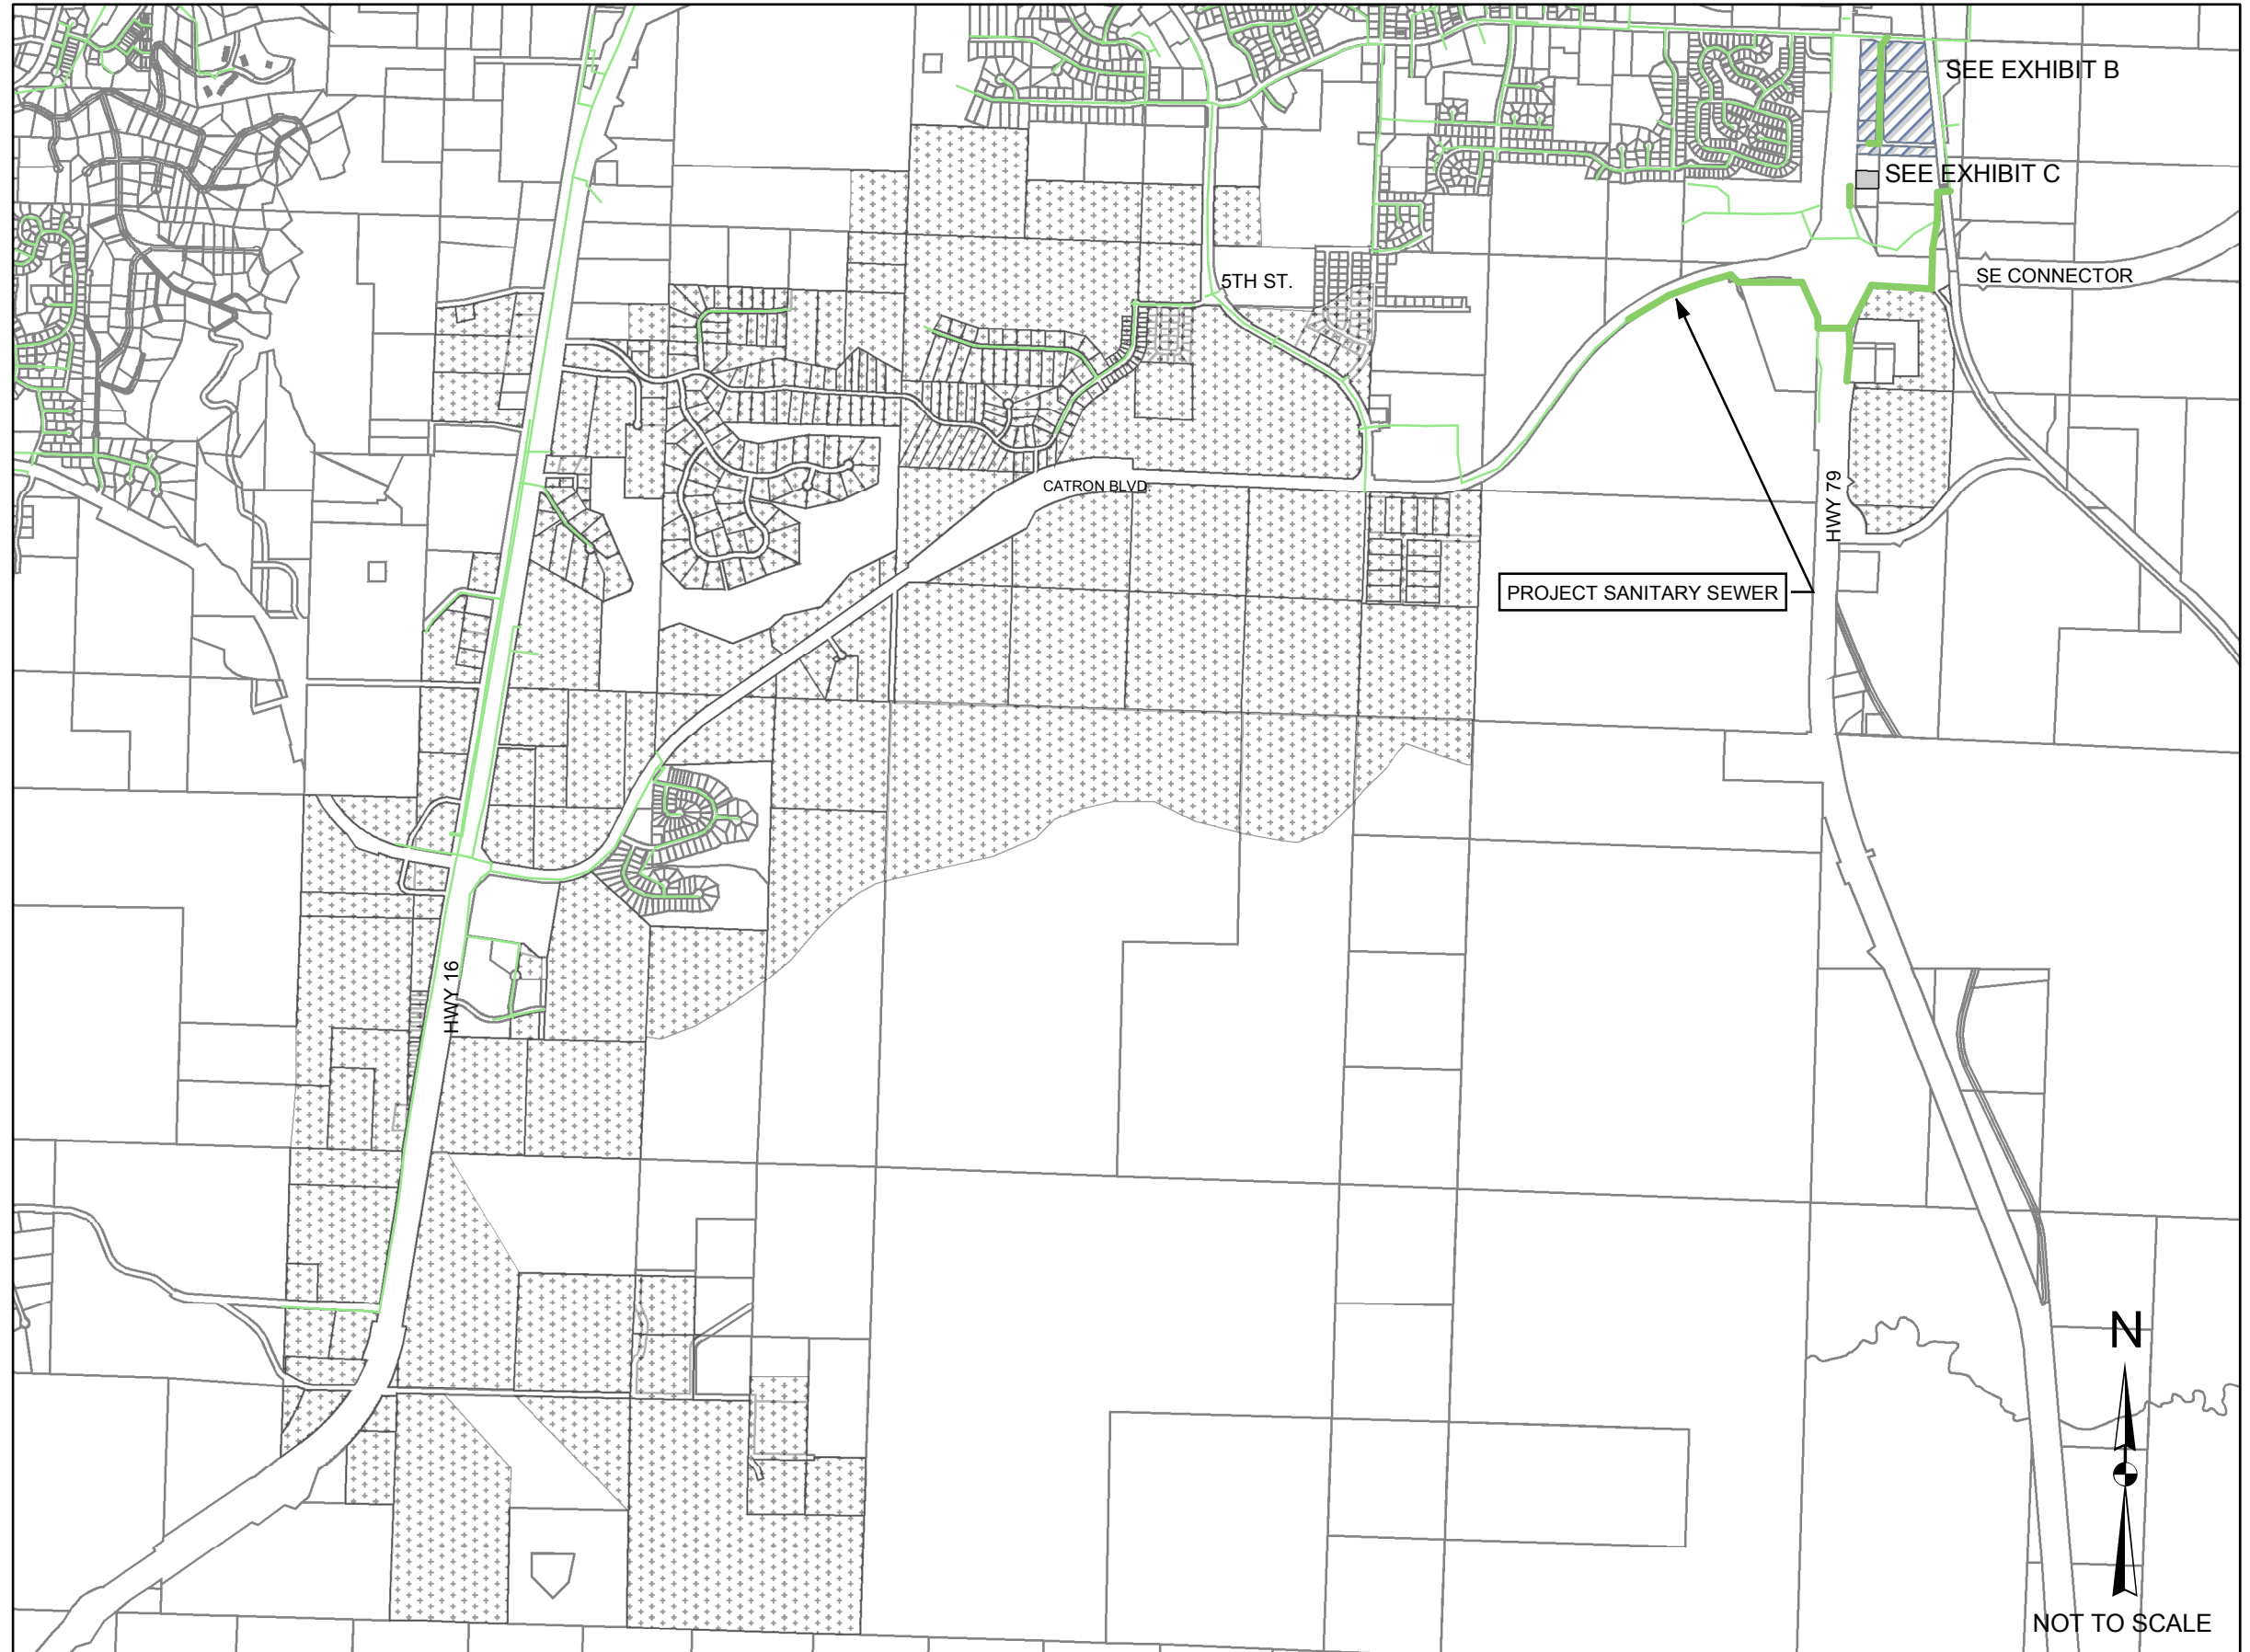 SEE EXHIBIT B
SEE EXHIBIT C
5TH ST.
SE CONNECTOR
CATRON BLVD
HWY 79
PROJECT SANITARY SEWER
HWY 16
N
NOT TO SCALE